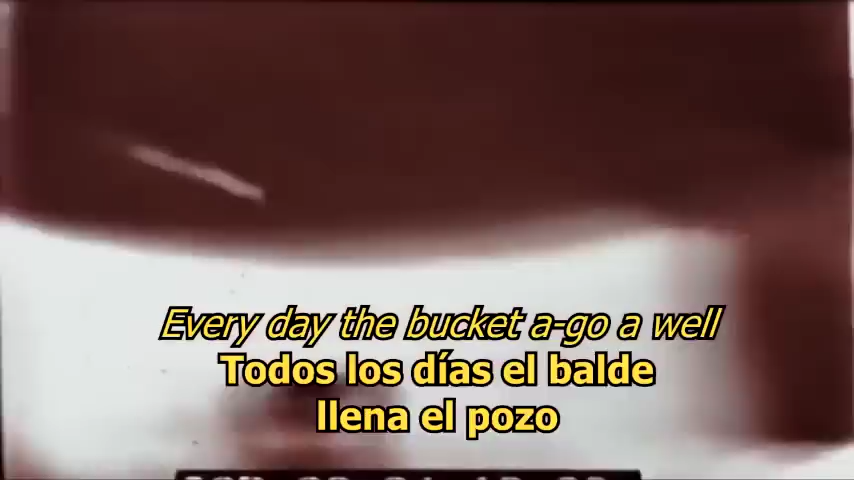 Every day the bucket a-go a well
Todos los días el balde
llena el pozo